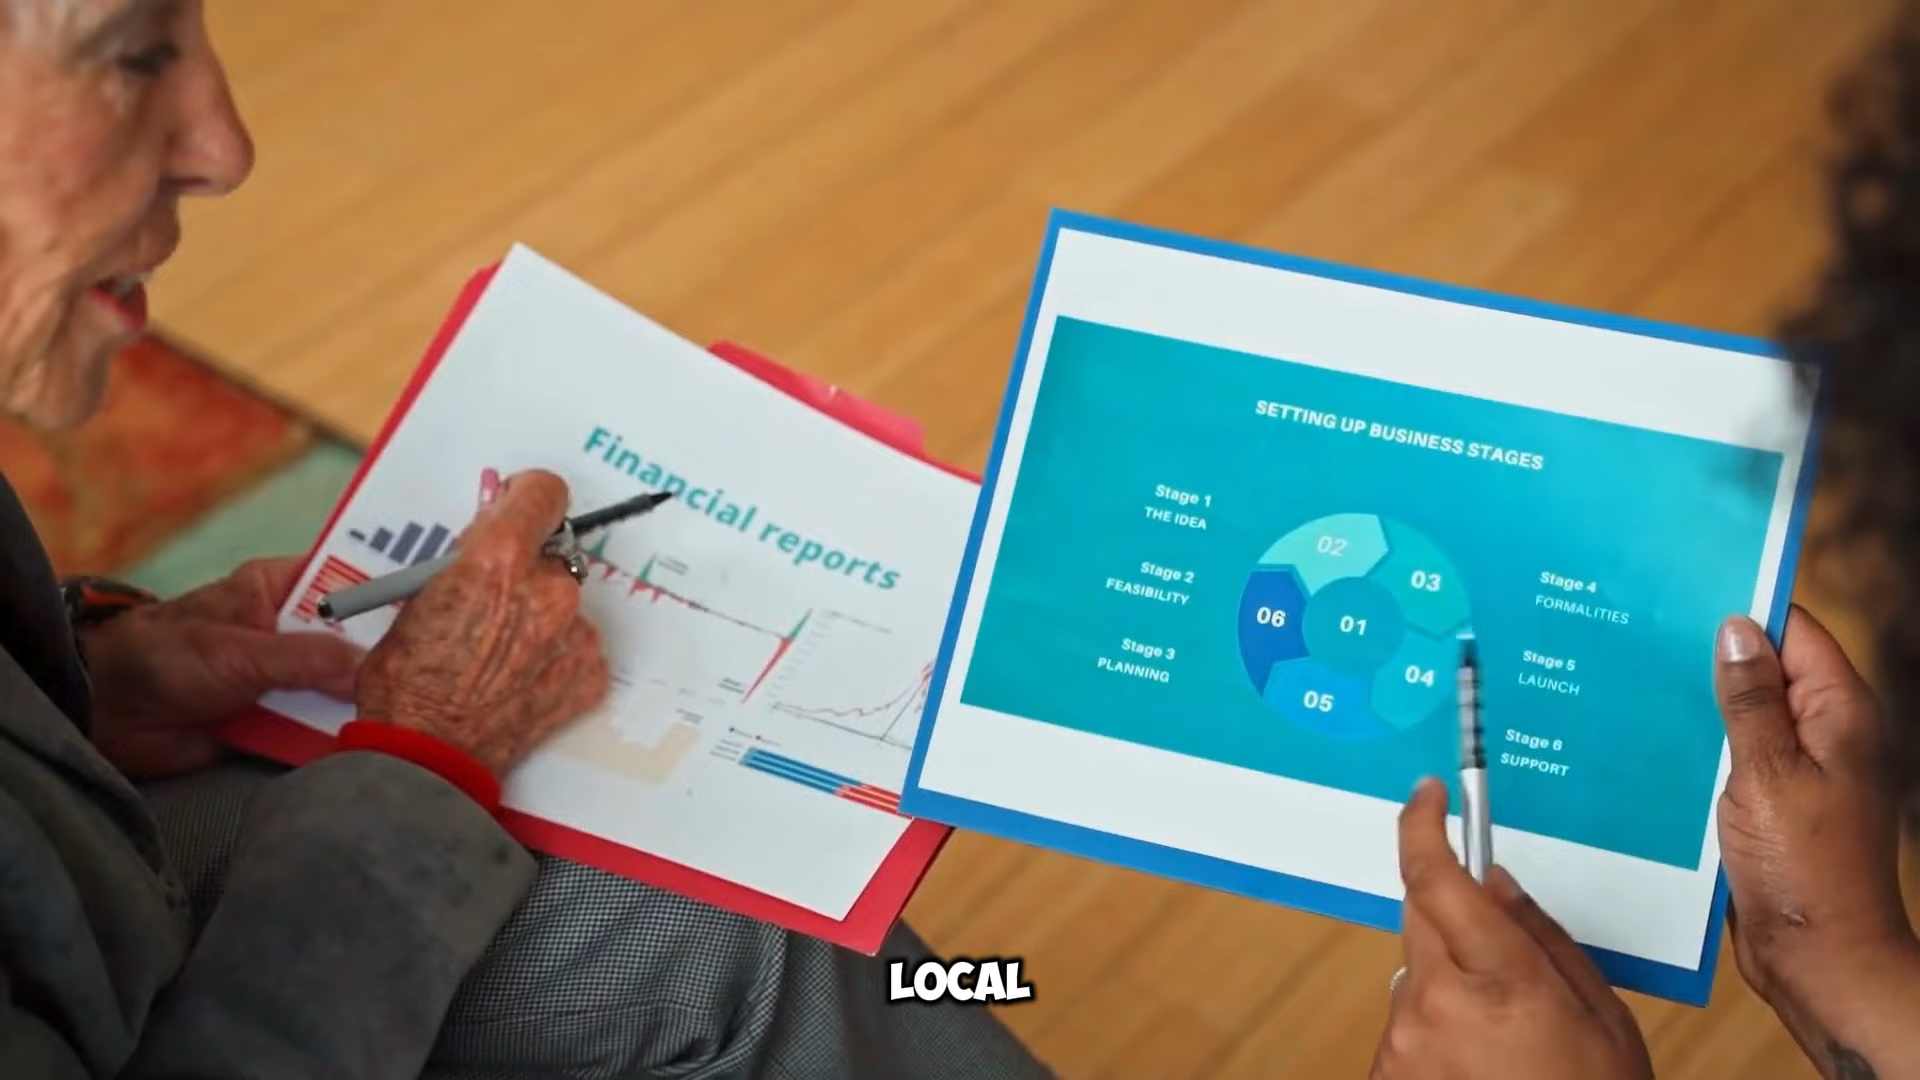 Financial reports
SETTING UP BUSINESS STAGES
Stage 1
THE IDEA
Stage 2
FEASIBILITY
Stage 3
PLANNING
02
03
06
01
04
05
Stage 4
FORMALITIES
Stage 5
LAUNCH
Stage 6
SUPPORT
LOCAL